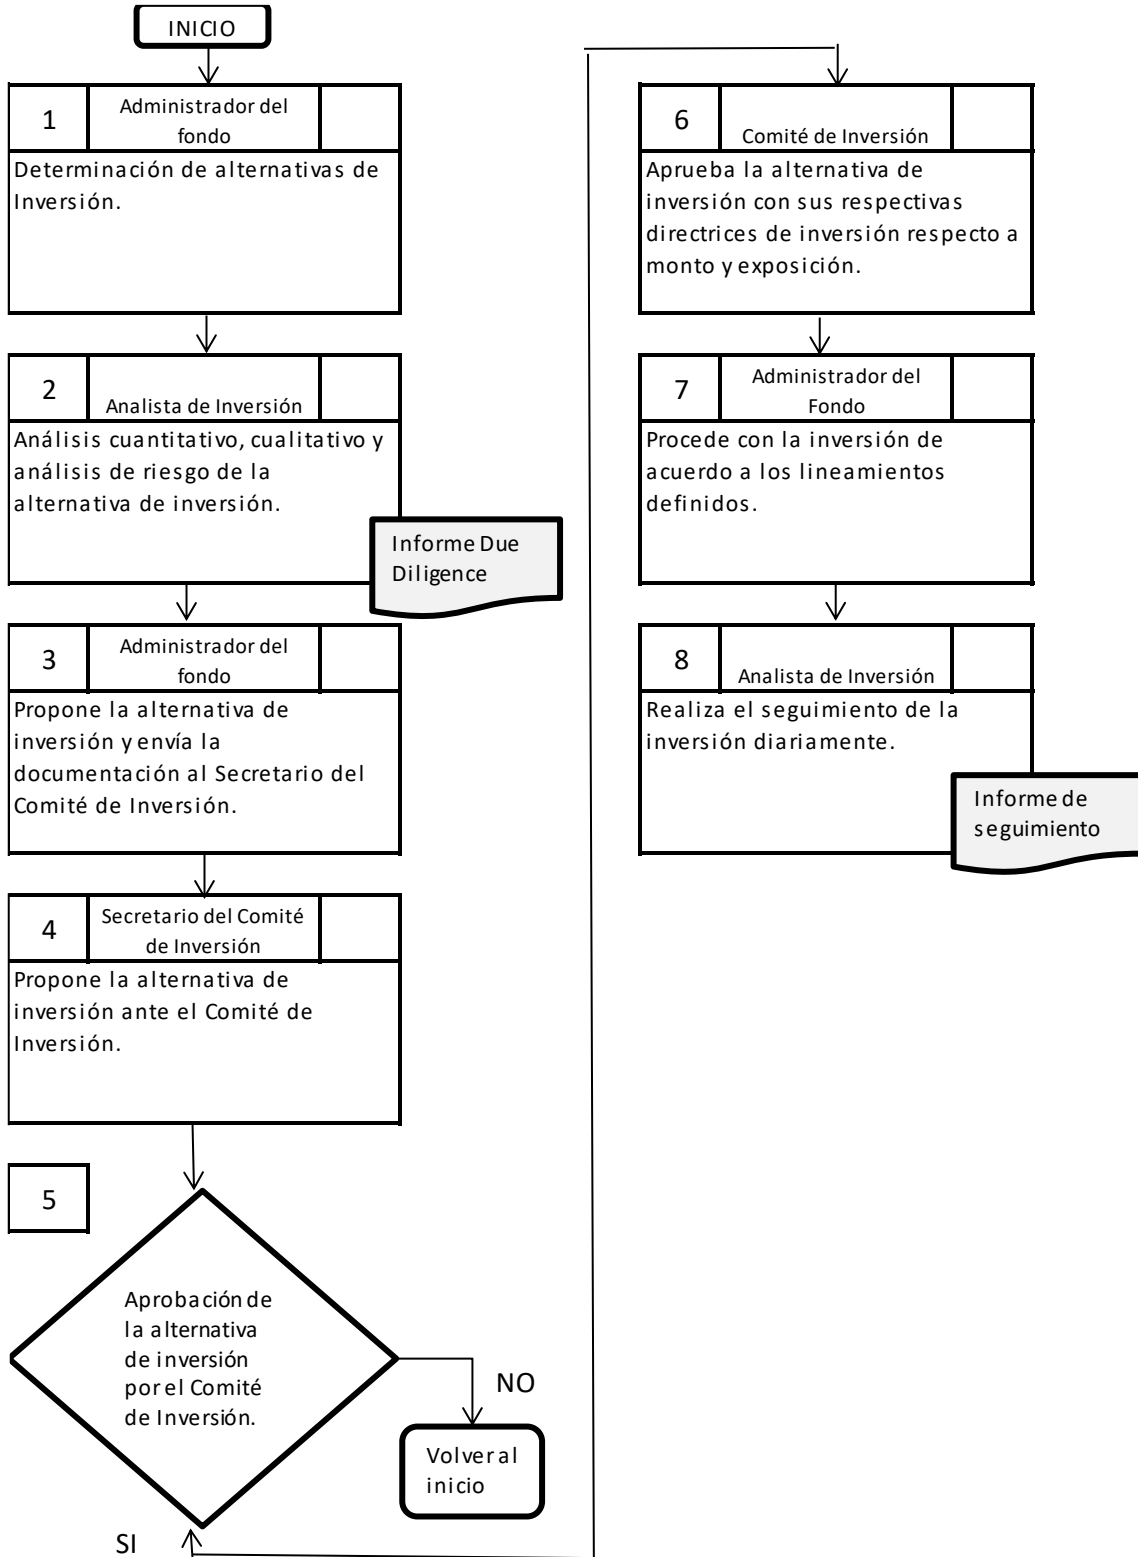 INICIO
1
Administrador del
fondo
Determinación de alternativas de
Inversión.
2
Analista de Inversión
Análisis cuantitativo, cualitativo y
análisis de riesgo de la
alternativa de inversión.
Informe Due
Diligence
3
Administrador del
fondo
Propone la alternativa de
inversión y envía la
documentación al Secretario del
Comité de Inversión.
4
Secretario del Comité
de Inversión
Propone la alternativa de
inversión ante el Comité de
Inversión.
5
Aprobación de
la alternativa
de inversión
por el Comité
de Inversión.
NO
Volver al
inicio
SI
6
Comité de Inversión
Aprueba la alternativa de
inversión con sus respectivas
directrices de inversión respecto a
monto y exposición.
7
Administrador del
Fondo
Procede con la inversión de
acuerdo a los lineamientos
definidos.
8
Analista de Inversión
Realiza el seguimiento de la
inversión diariamente.
Informe de
seguimiento